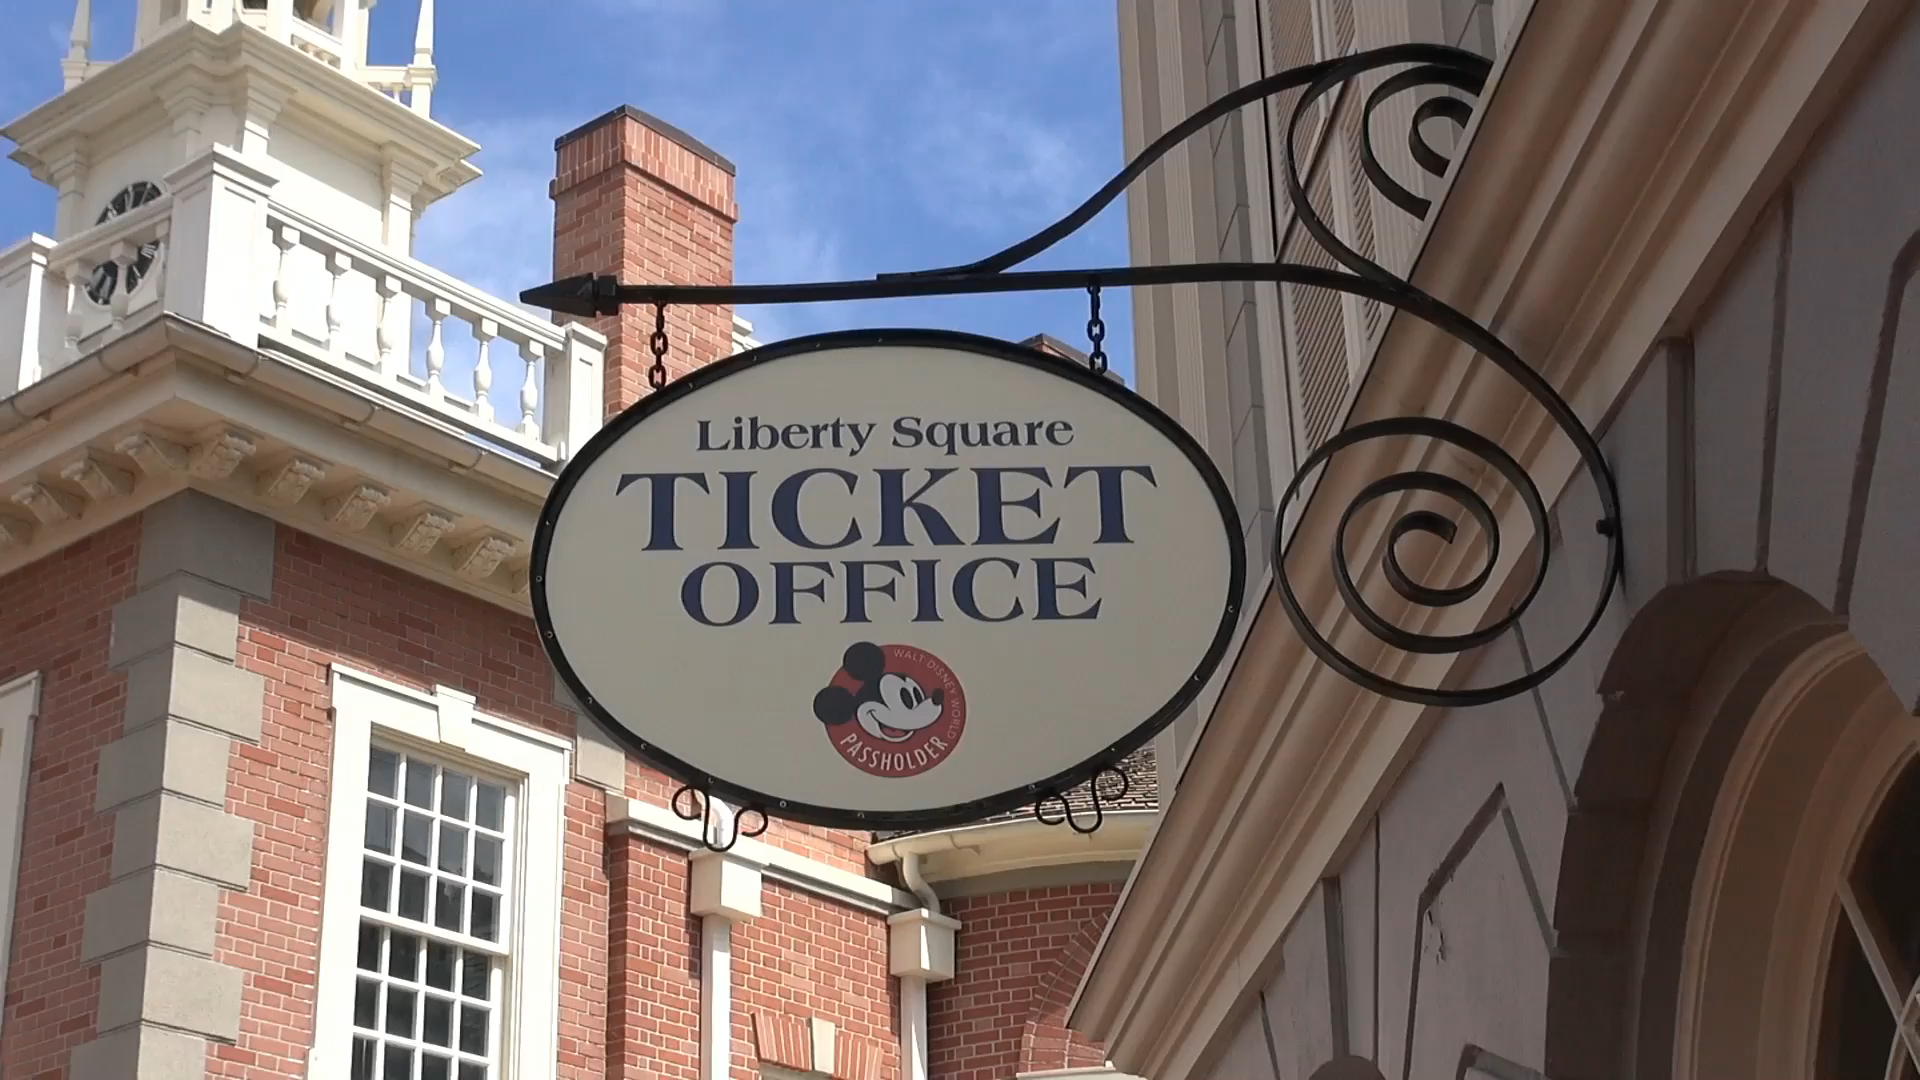 Liberty Square
TICKET
OFFICE
WALT DISNEY WORLD
PASSHOLDER